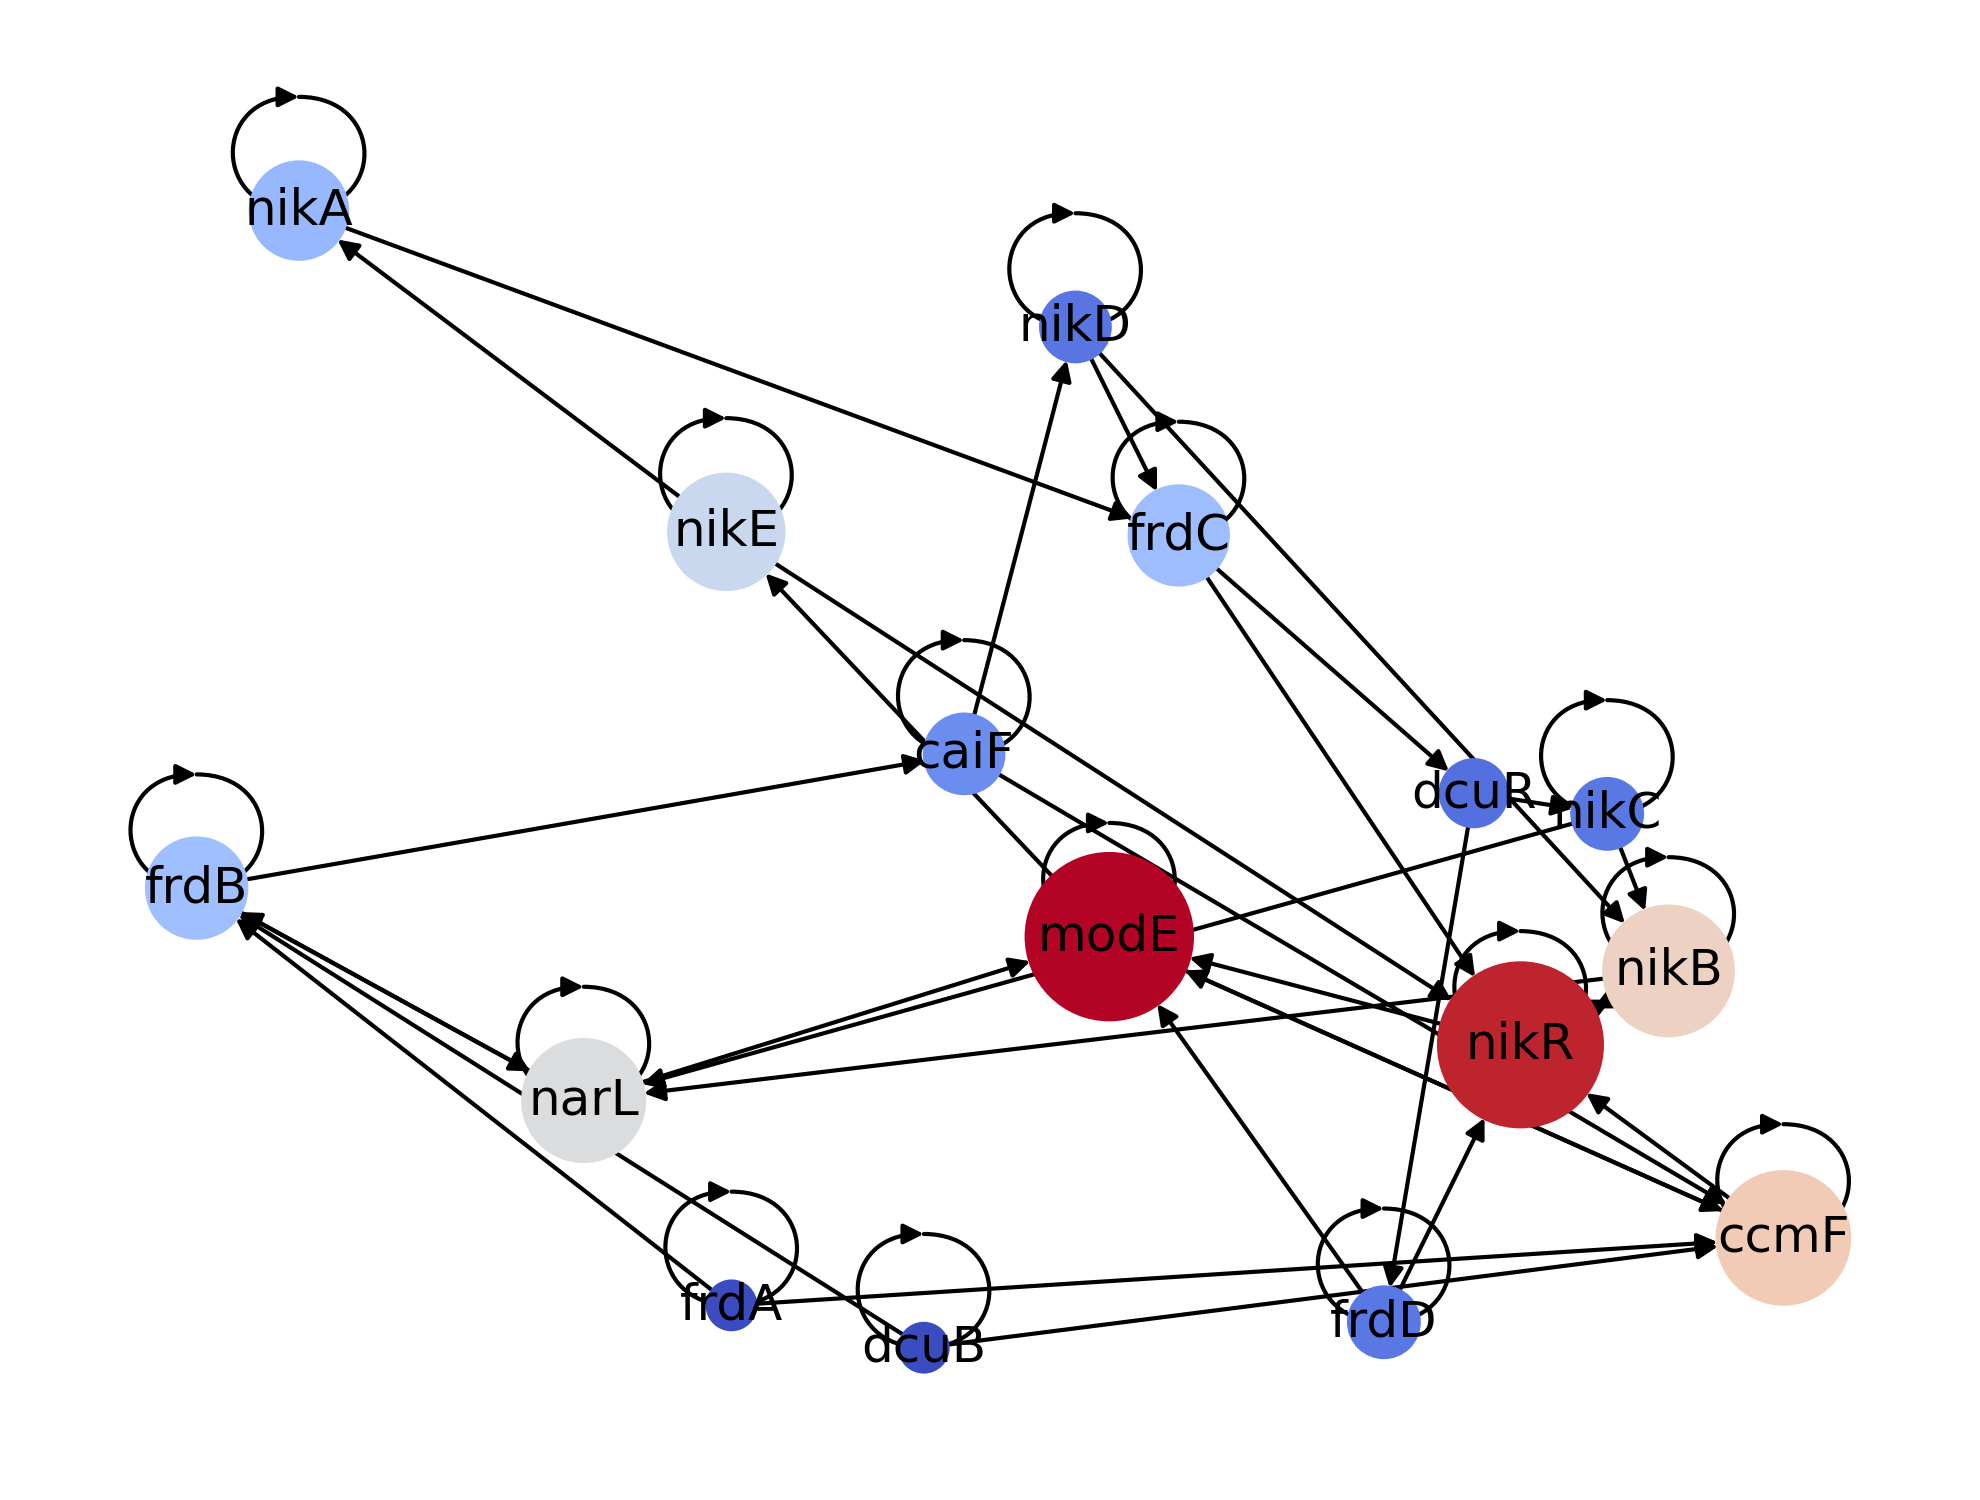 nikA
nikD
nikE
frdC
caiF
dcuR
nikC
frdB
modE
nikB
nikR
narL
ccmF
frdA
frdD
dcuB